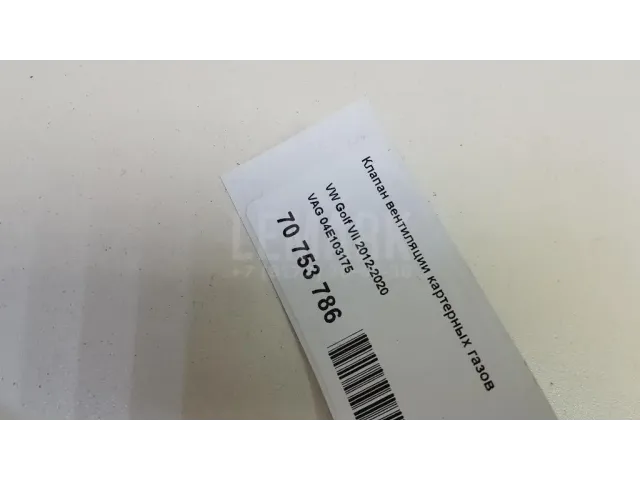 Клапан вентиляции картерных газов
VW Golf VII 2012-2020
VAG 04E103175
70 753 786